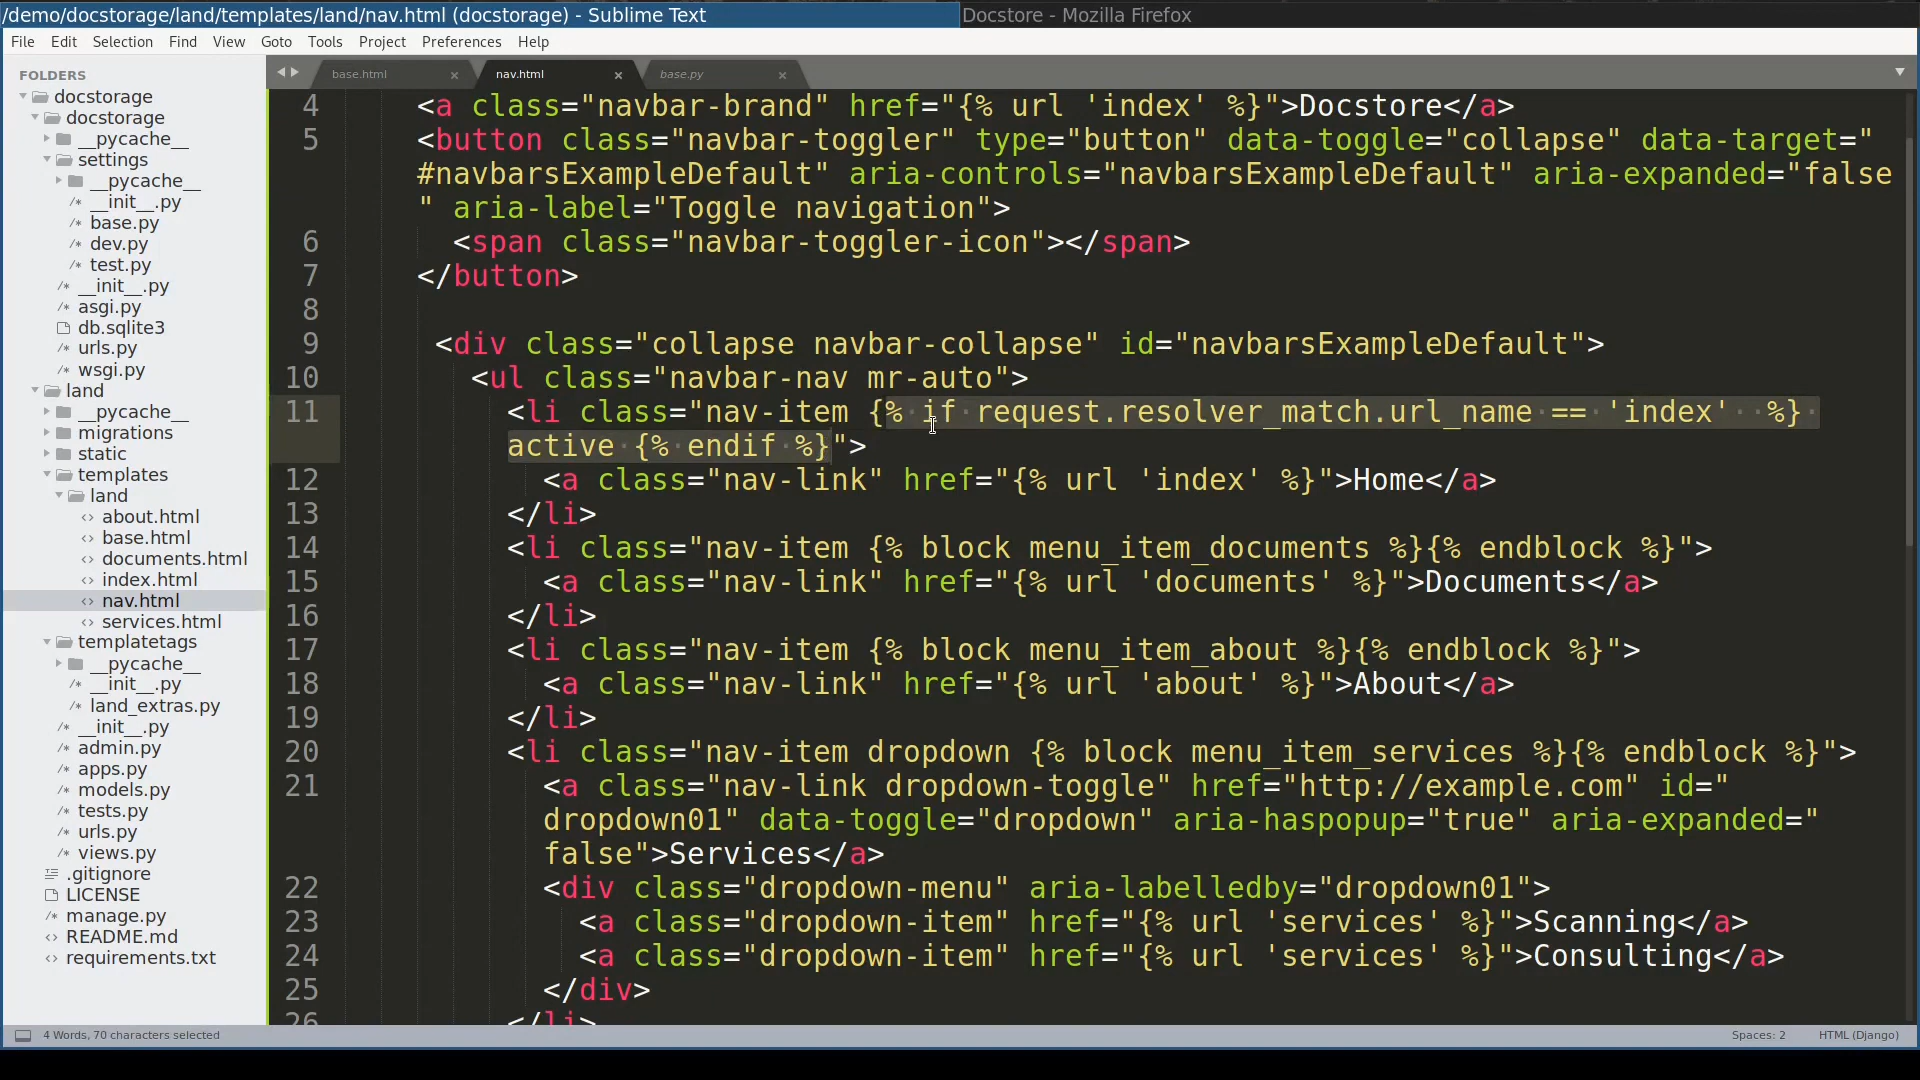 /demo/docstorage/land/templates/land/nav.html (docstorage) - Sublime Text
Docstore - Mozilla Firefox
File Edit Selection Find View Goto Tools Project Preferences Help
FOLDERS
docstorage
docstorage
__pycache__
settings
__pycache__
__init__.py
base.py
dev.py
test.py
__init__.py
asgi.py
db.sqlite3
urls.py
wsgi.py
land
__pycache__
migrations
static
templates
land
about.html
base.html
documents.html
index.html
nav.html
services.html
templatetags
__pycache__
__init__.py
land_extras.py
__init__.py
admin.py
apps.py
models.py
tests.py
urls.py
views.py
.gitignore
LICENSE
manage.py
README.md
requirements.txt
base.html × nav.html × base.py ×
4 <a class="navbar-brand" href="{% url 'index' %}">Docstore</a>
5 <button class="navbar-toggler" type="button" data-toggle="collapse" data-target="
#navbarsExampleDefault" aria-controls="navbarsExampleDefault" aria-expanded="false
" aria-label="Toggle navigation">
6 <span class="navbar-toggler-icon"></span>
7 </button>
8
9 <div class="collapse navbar-collapse" id="navbarsExampleDefault">
10 <ul class="navbar-nav mr-auto">
11 <li class="nav-item {% if request.resolver_match.url_name == 'index'  %}
active {% endif %}">
12 <a class="nav-link" href="{% url 'index' %}">Home</a>
13 </li>
14 <li class="nav-item {% block menu_item_documents %}{% endblock %}">
15 <a class="nav-link" href="{% url 'documents' %}">Documents</a>
16 </li>
17 <li class="nav-item {% block menu_item_about %}{% endblock %}">
18 <a class="nav-link" href="{% url 'about' %}">About</a>
19 </li>
20 <li class="nav-item dropdown {% block menu_item_services %}{% endblock %}">
21 <a class="nav-link dropdown-toggle" href="http://example.com" id="
dropdown01" data-toggle="dropdown" aria-haspopup="true" aria-expanded="
false">Services</a>
22 <div class="dropdown-menu" aria-labelledby="dropdown01">
23 <a class="dropdown-item" href="{% url 'services' %}">Scanning</a>
24 <a class="dropdown-item" href="{% url 'services' %}">Consulting</a>
25 </div>
26 </li>
4 Words, 70 characters selected
Spaces: 2 HTML (Django)